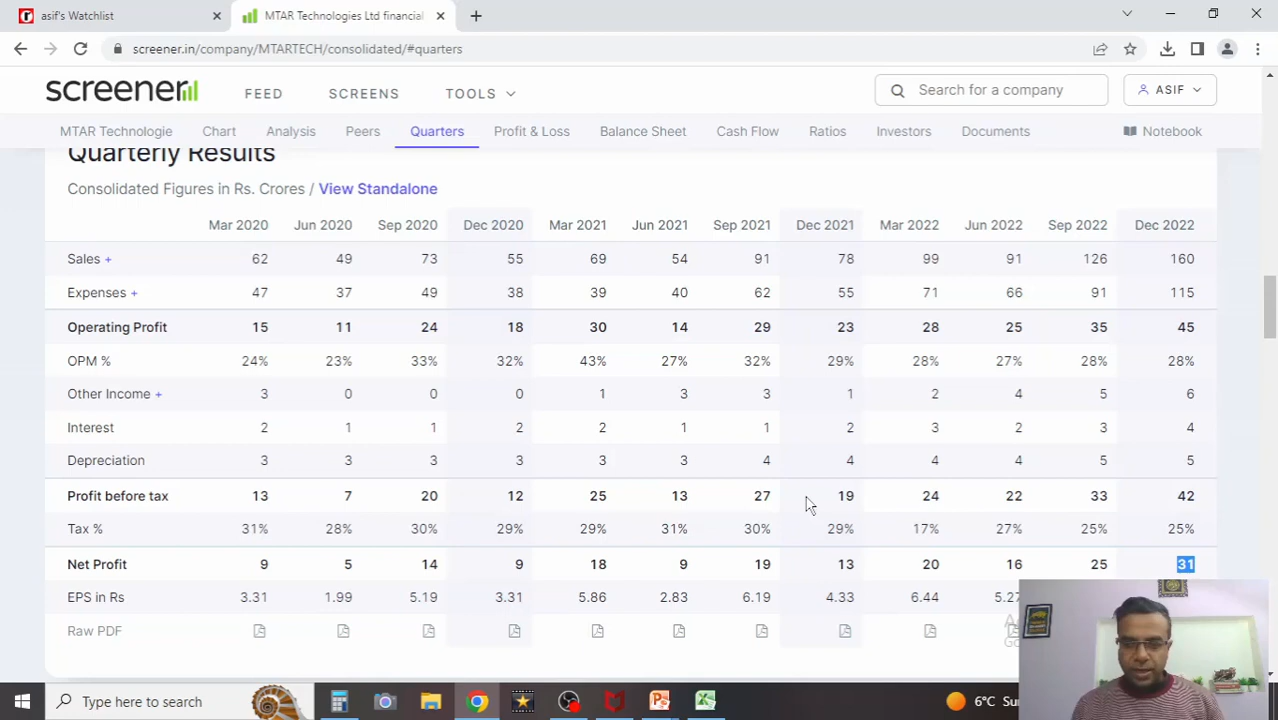 asif's Watchlist
MTAR Technologies Ltd financial
screener.in/company/MTARTECH/consolidated/#quarters
screener
FEED SCREENS TOOLS
Search for a company
ASIF
MTAR Technologie Chart Analysis Peers Quarters Profit & Loss Balance Sheet Cash Flow Ratios Investors Documents Notebook
Quarterly Results
Consolidated Figures in Rs. Crores / View Standalone
Mar 2020 Jun 2020 Sep 2020 Dec 2020 Mar 2021 Jun 2021 Sep 2021 Dec 2021 Mar 2022 Jun 2022 Sep 2022 Dec 2022
Sales + 62 49 73 55 69 54 91 78 99 91 126 160
Expenses + 47 37 49 38 39 40 62 55 71 66 91 115
Operating Profit 15 11 24 18 30 14 29 23 28 25 35 45
OPM % 24% 23% 33% 32% 43% 27% 32% 29% 28% 27% 28% 28%
Other Income + 3 0 0 0 1 3 3 1 2 4 5 6
Interest 2 1 1 2 2 1 1 2 3 2 3 4
Depreciation 3 3 3 3 3 3 4 4 4 4 5 5
Profit before tax 13 7 20 12 25 13 27 19 24 22 33 42
Tax % 31% 28% 30% 29% 29% 31% 30% 29% 17% 27% 25% 25%
Net Profit 9 5 14 9 18 9 19 13 20 16 25 31
EPS in Rs 3.31 1.99 5.19 3.31 5.86 2.83 6.19 4.33 6.44 5.27
Raw PDF
Type here to search
6°C